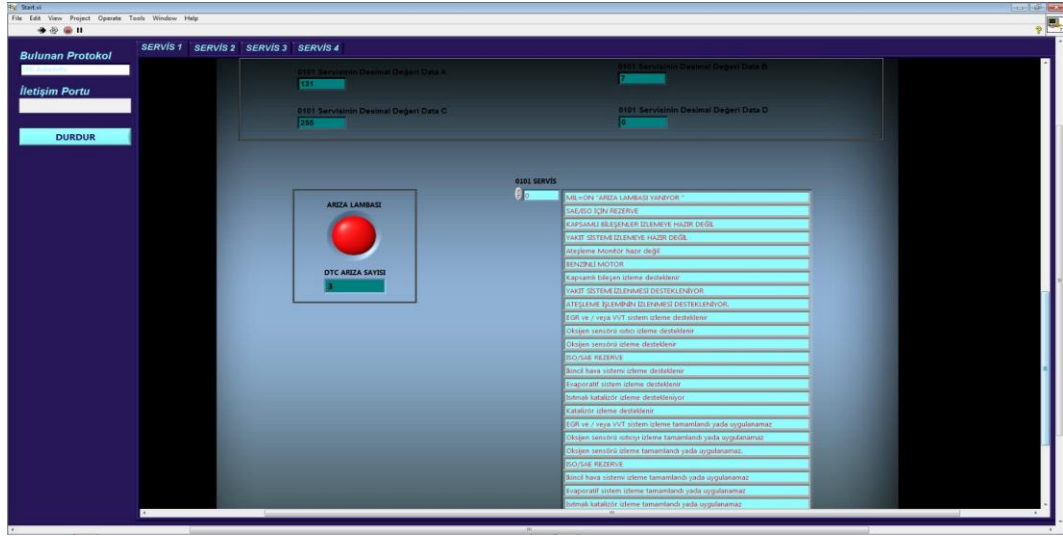 Start.vi
File Edit View Project Operate Tools Window Help
SERVİS 1 SERVİS 2 SERVİS 3 SERVİS 4
Bulunan Protokol
İletişim Portu
DURDUR
0101 Servisinin Desimal Değeri Data A
131
0101 Servisinin Desimal Değeri Data B
7
0101 Servisinin Desimal Değeri Data C
255
0101 Servisinin Desimal Değeri Data D
0
ARIZA LAMBASI
DTC ARIZA SAYISI
3
0101 SERVİS
0
MIL=ON "ARIZA LAMBASI YANIYOR "
SAE/ISO İÇİN REZERVE
KAPSAMLI BİLEŞENLER İZLEMEYE HAZIR DEĞİL
YAKIT SİSTEMİ İZLEMEYE HAZIR DEĞİL
Ateşleme Monitör hazır değil
BENZİNLİ MOTOR
Kapsamlı bileşen izleme desteklenir
YAKIT SİSTEMİ İZLENMESİ DESTEKLENİYOR
ATEŞLEME İŞLEMİNİN İZLENMESİ DESTEKLENİYOR.
EGR ve / veya VVT sistem izleme desteklenir
Oksijen sensörü ısıtıcı izleme desteklenir
Oksijen sensörü izleme desteklenir
ISO/SAE REZERVE
İkincil hava sistemi izleme desteklenir
Evaporatif sistem izleme desteklenir
Isıtmalı katalizör izleme destekleniyor
Katalizör izleme desteklenir
EGR ve / veya VVT sistem izleme tamamlandı yada uygulanamaz
Oksijen sensörü ısıtıcıyı izleme tamamlandı yada uygulanamaz
Oksijen sensörü izleme tamamlandı yada uygulanamaz.
ISO/SAE REZERVE
İkincil hava sistemi izleme tamamlandı yada uygulanamaz
Evaporatif sistem izleme tamamlandı yada uygulanamaz
Isıtmalı katalizör izleme tamamlandı yada uygulanamaz